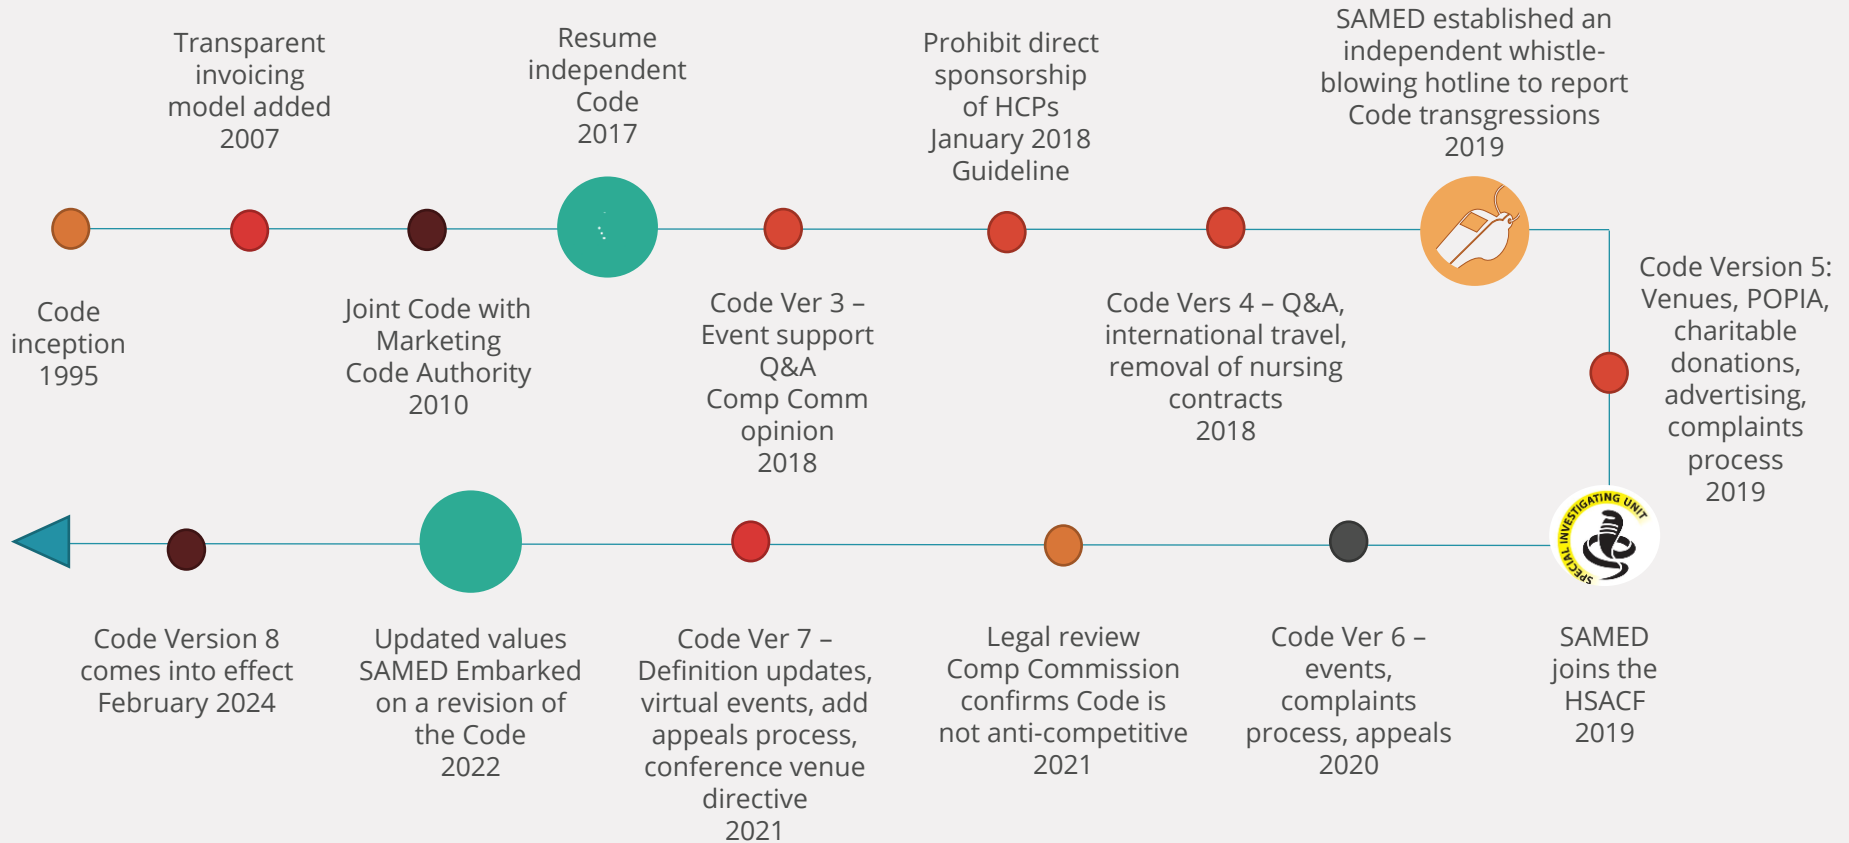 Code
inception
1995
Transparent
invoicing
model added
2007
Joint Code with
Marketing
Code Authority
2010
Resume
independent
Code
2017
Code Ver 3 –
Event support
Q&A
Comp Comm
opinion
2018
Prohibit direct
sponsorship
of HCPs
January 2018
Guideline
Code Vers 4 – Q&A,
international travel,
removal of nursing
contracts
2018
SAMED established an
independent whistle-
blowing hotline to report
Code transgressions
2019
Code Version 5:
Venues, POPIA,
charitable
donations,
advertising,
complaints
process
2019
SPECIAL INVESTIGATING UNIT
SAMED
joins the
HSACF
2019
Code Ver 6 –
events,
complaints
process, appeals
2020
Legal review
Comp Commission
confirms Code is
not anti-competitive
2021
Code Ver 7 –
Definition updates,
virtual events, add
appeals process,
conference venue
directive
2021
Updated values
SAMED Embarked
on a revision of
the Code
2022
Code Version 8
comes into effect
February 2024